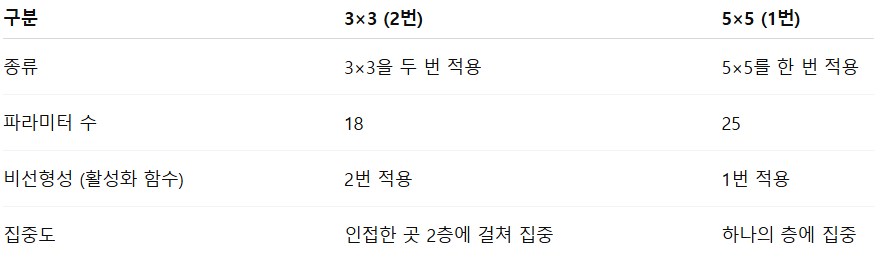 구분 3×3 (2번) 5×5 (1번)
종류 3×3을 두 번 적용 5×5를 한 번 적용
파라미터 수 18 25
비선형성 (활성화 함수) 2번 적용 1번 적용
집중도 인접한 곳 2층에 걸쳐 집중 하나의 층에 집중